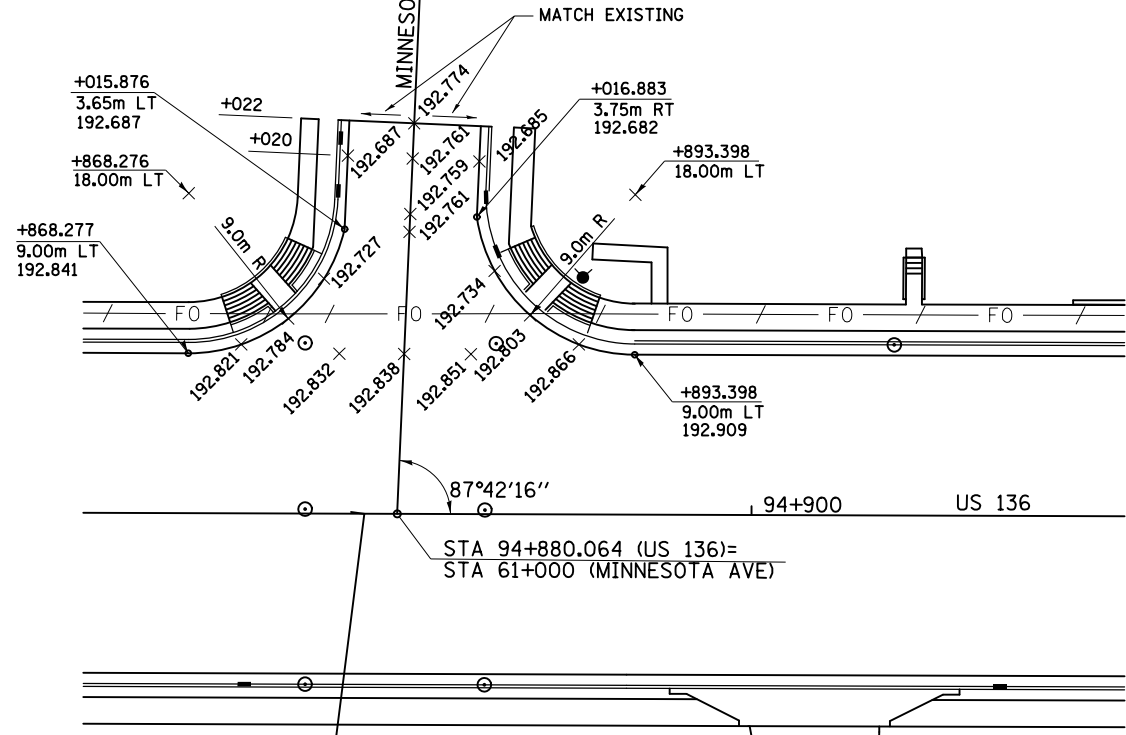 MATCH EXISTING
MINNESO
+015.876
3.65m LT
192.687
+022
+020
+868.276
18.00m LT
+868.277
9.00m LT
192.841
192.774
192.687
192.761
192.685
192.759
192.761
+016.883
3.75m RT
192.682
+893.398
18.00m LT
9.0m R
9.0m R
192.727
192.734
FO
FO
FO
FO
FO
192.821
192.784
192.832
192.838
192.851
192.803
192.866
+893.398
9.00m LT
192.909
87°42'16''
94+900
US 136
STA 94+880.064 (US 136)=
STA 61+000 (MINNESOTA AVE)